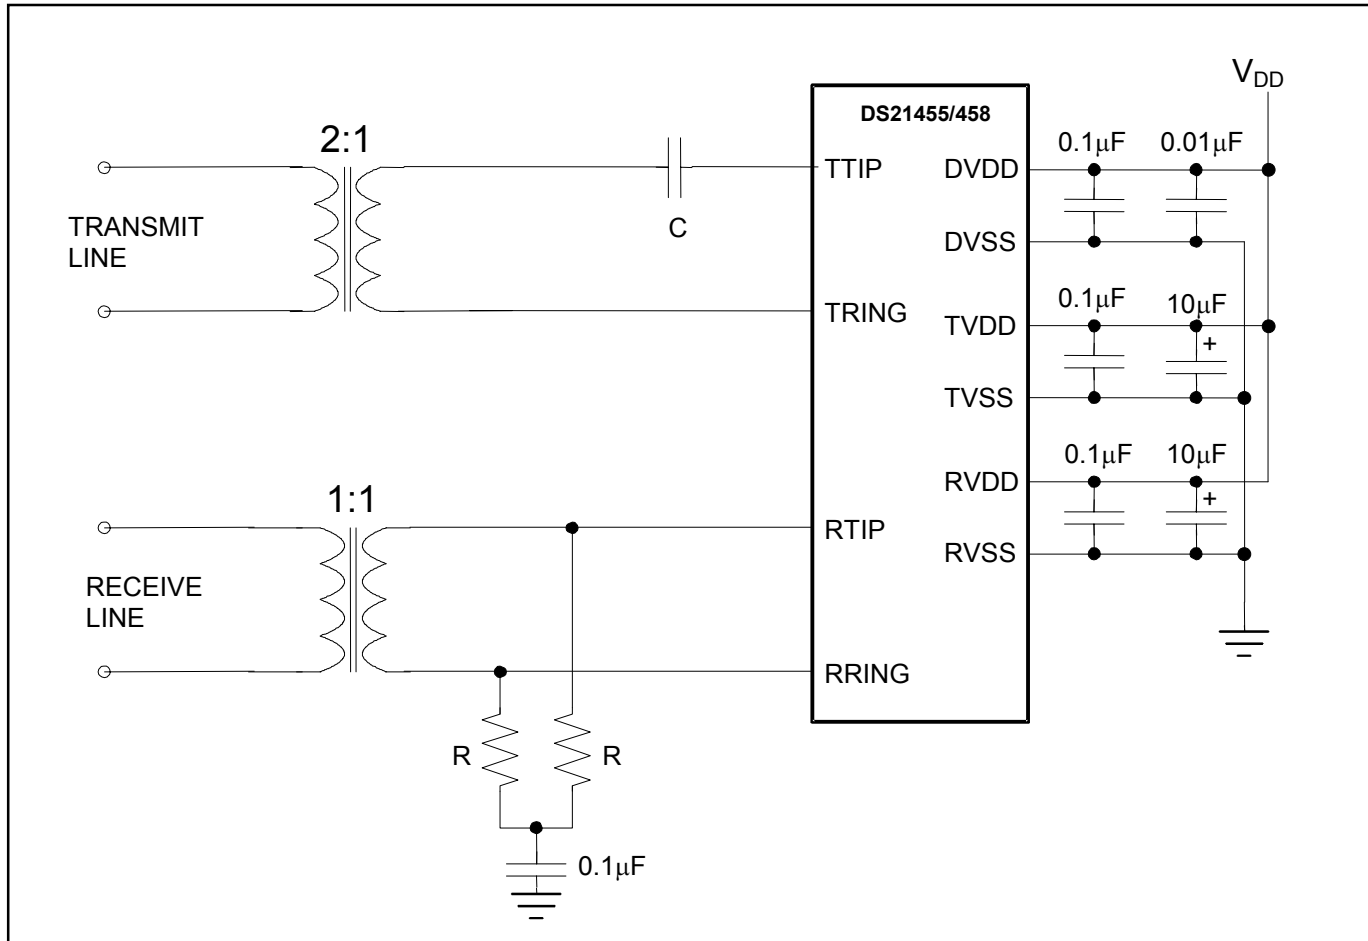 V_DD
DS21455/458
2:1
0.1μF
0.01μF
TTIP
DVDD
TRANSMIT
LINE
C
DVSS
0.1μF
10μF
TRING
TVDD
+
TVSS
0.1μF
10μF
1:1
RVDD
+
RTIP
RVSS
RECEIVE
LINE
RRING
R
R
0.1μF